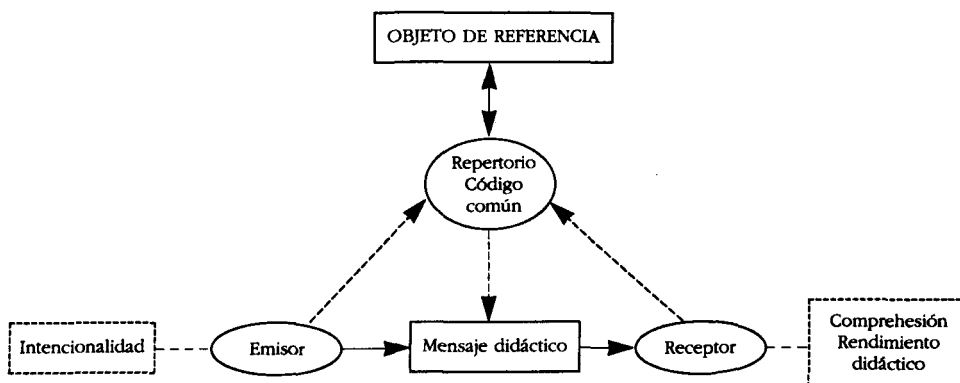 OBJETO DE REFERENCIA
Repertorio
Código
común
Intencionalidad
Emisor
Mensaje didáctico
Receptor
Comprehesión
Rendimiento
didáctico